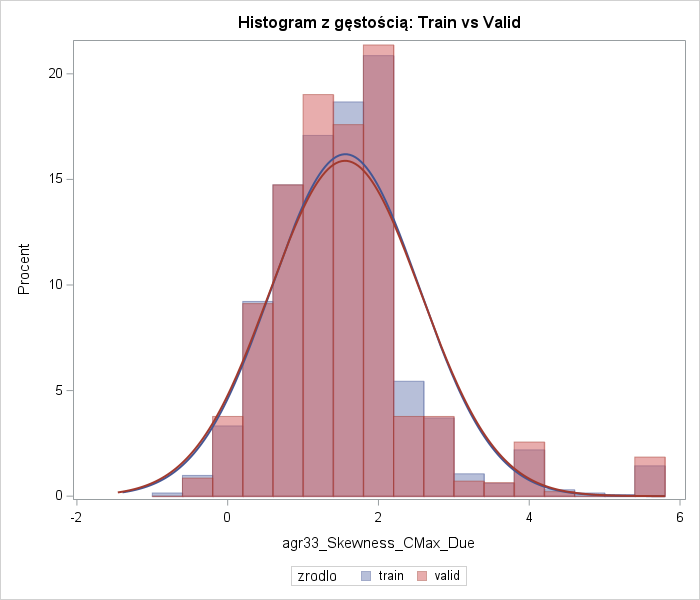 Histogram z gęstością: Train vs Valid
20
15
10
5
0
Procent
-2 0 2 4 6
agr33_Skewness_CMax_Due
zrodlo train valid